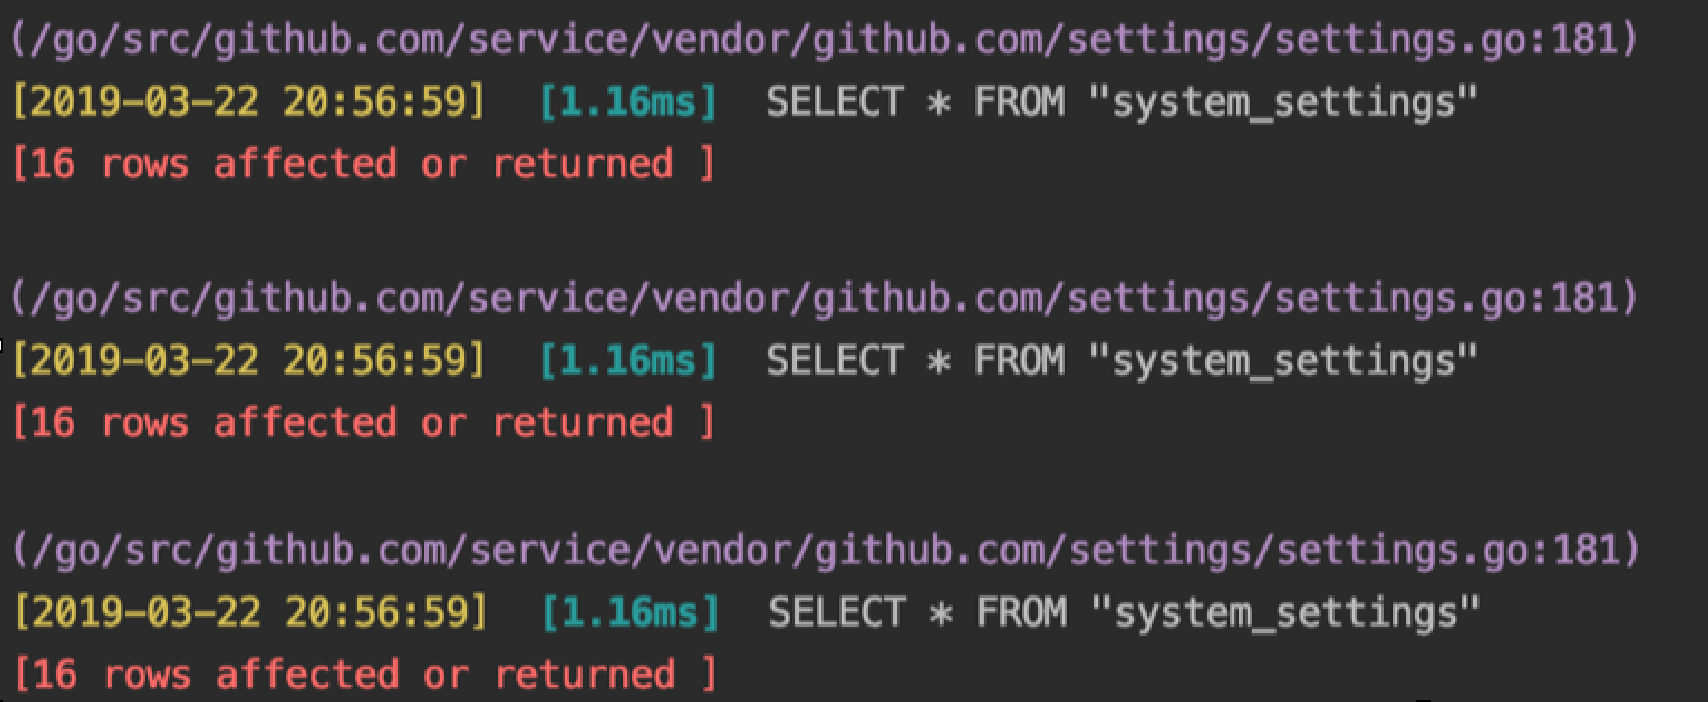 (/go/src/github.com/service/vendor/github.com/settings/settings.go:181)
[2019-03-22 20:56:59]  [1.16ms]  SELECT * FROM "system_settings"
[16 rows affected or returned ]
(/go/src/github.com/service/vendor/github.com/settings/settings.go:181)
[2019-03-22 20:56:59]  [1.16ms]  SELECT * FROM "system_settings"
[16 rows affected or returned ]
(/go/src/github.com/service/vendor/github.com/settings/settings.go:181)
[2019-03-22 20:56:59]  [1.16ms]  SELECT * FROM "system_settings"
[16 rows affected or returned ]